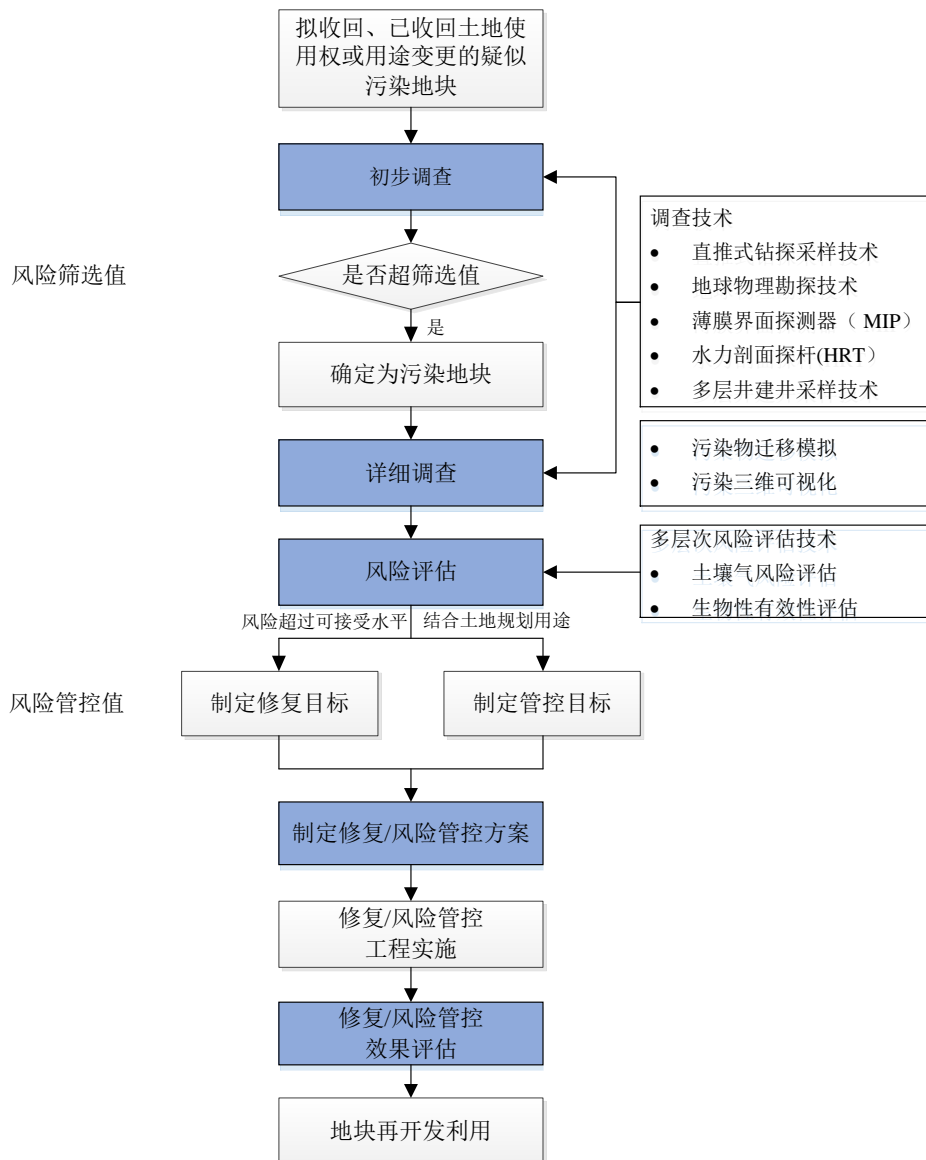 拟收回、已收回土地使
用权或用途变更的疑似
污染地块
初步调查
风险筛选值
是否超筛选值
是
确定为污染地块
详细调查
调查技术
● 直推式钻探采样技术
● 地球物理勘探技术
● 薄膜界面探测器（ MIP）
● 水力剖面探杆(HRT）
● 多层井建井采样技术
● 污染物迁移模拟
● 污染三维可视化
风险评估
多层次风险评估技术
● 土壤气风险评估
● 生物性有效性评估
风险超过可接受水平
结合土地规划用途
风险管控值
制定修复目标
制定管控目标
制定修复/风险管控方案
修复/风险管控
工程实施
修复/风险管控
效果评估
地块再开发利用